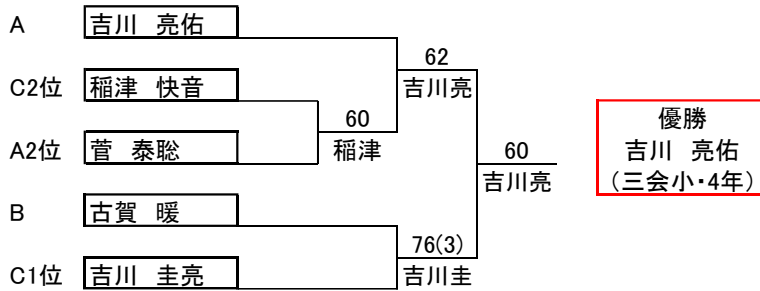 A 吉川 亮佑
62
C2位 稲津 快音 吉川亮
60 優勝
A2位 菅 泰聡 稲津 60 吉川 亮佑
吉川亮 (三会小・4年)
B 古賀 暖
76(3)
C1位 吉川 圭亮 吉川圭